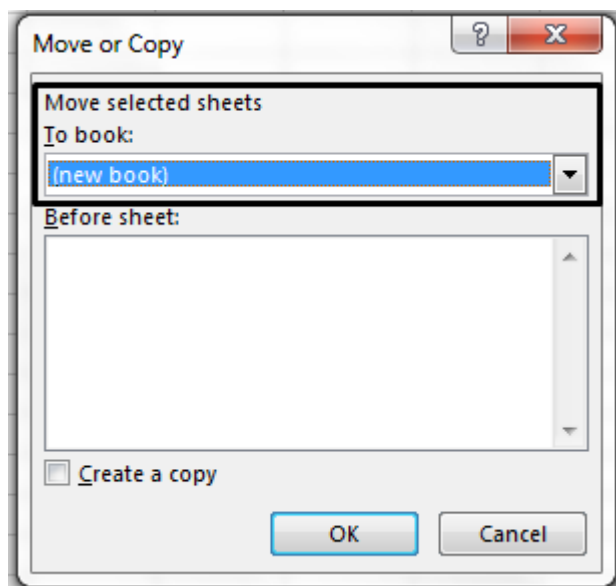 Move or Copy
?
Move selected sheets
To book:
(new book)
Before sheet:
Create a copy
OK Cancel